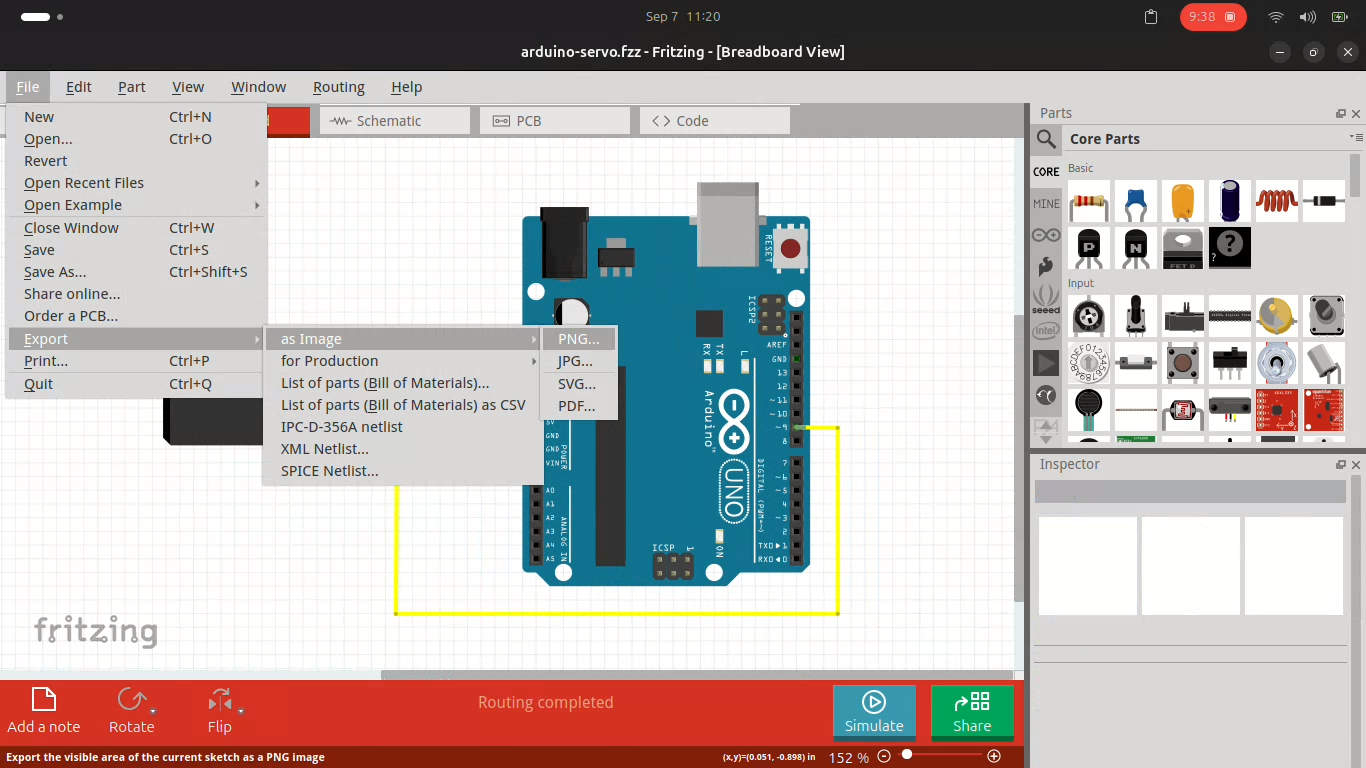 Sep 7 11:20
9:38
arduino-servo.fzz - Fritzing - [Breadboard View]
File Edit Part View Window Routing Help
New Ctrl+N
Open... Ctrl+O
Revert
Open Recent Files
Open Example
Close Window Ctrl+W
Save Ctrl+S
Save As... Ctrl+Shift+S
Share online...
Order a PCB...
Export
Print... Ctrl+P
Quit Ctrl+Q
as Image
for Production
List of parts (Bill of Materials)...
List of parts (Bill of Materials) as CSV
IPC-D-356A netlist
XML Netlist...
SPICE Netlist...
PNG...
JPG...
SVG...
PDF...
Schematic
PCB
Code
RESET
ICSP2
AREF
GND
13
12
~11
~10
~9
8
7
~6
~5
4
~3
2
TXO 1
RXO 0
RX
TX
L
Arduino™
UNO
DIGITAL (PWM=~)
5V
GND
GND
VIN
POWER
A0
A1
A2
A3
A4
A5
ANALOG IN
ICSP
1
ON
fritzing
Parts
Core Parts
CORE
MINE
seeed
intel
Basic
P
N
FET P
?
?
Input
Inspector
Add a note
Rotate
Flip
Routing completed
Simulate
Share
Export the visible area of the current sketch as a PNG image
(x,y)=(0.051, -0.898) in
152 %